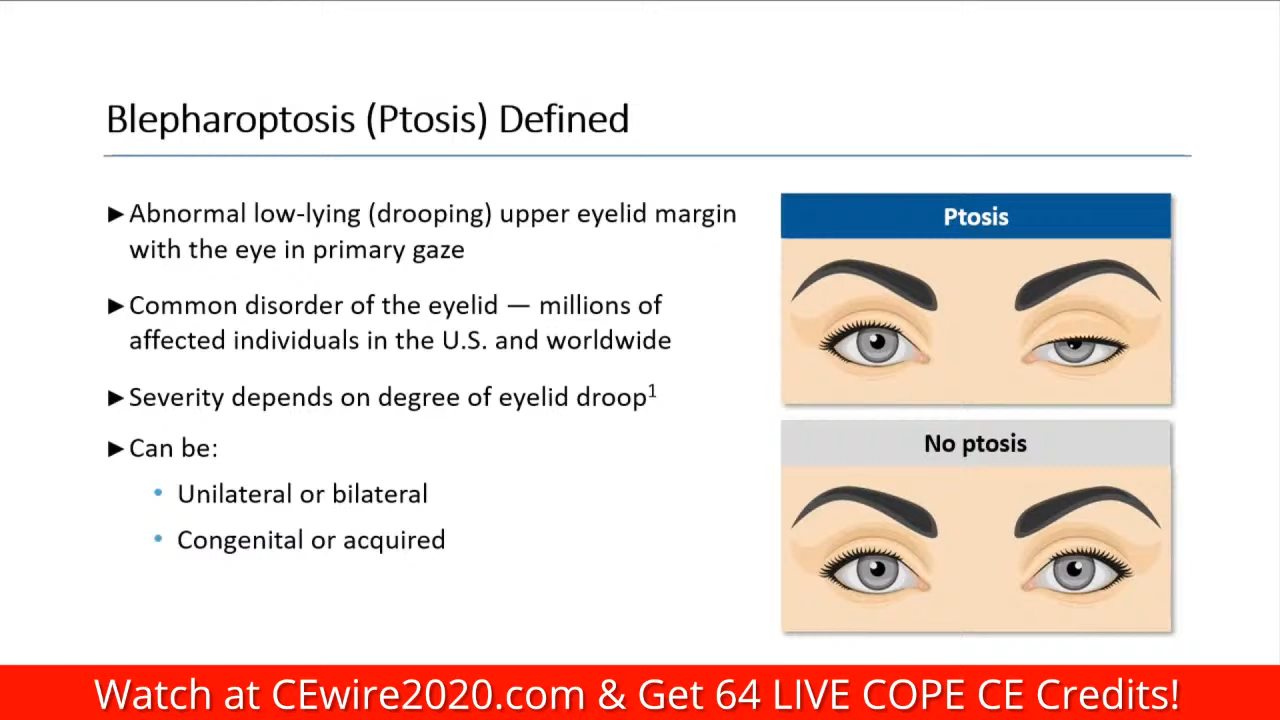 Blepharoptosis (Ptosis) Defined
►Abnormal low-lying (drooping) upper eyelid margin
with the eye in primary gaze
►Common disorder of the eyelid — millions of
affected individuals in the U.S. and worldwide
►Severity depends on degree of eyelid droop¹
►Can be:
• Unilateral or bilateral
• Congenital or acquired
Ptosis
No ptosis
Watch at CEwire2020.com & Get 64 LIVE COPE CE Credits!